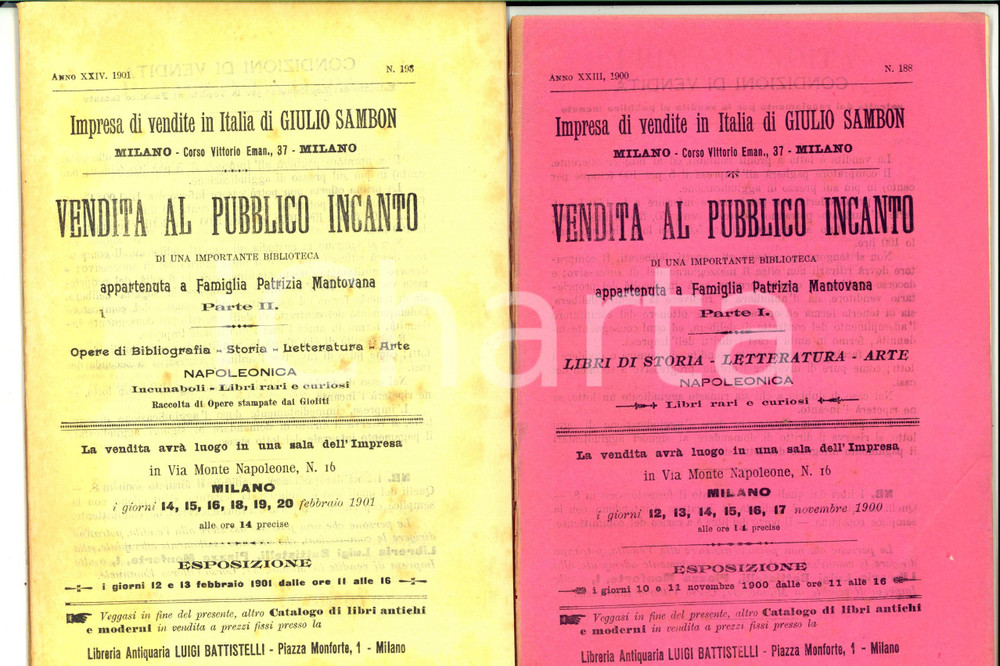 Anno XXIV. 1901.
N. 193
Impresa di vendite in Italia di GIULIO SAMBON
MILANO - Corso Vittorio Eman., 37 - MILANO
VENDITA AL PUBBLICO INCANTO
DI UNA IMPORTANTE BIBLIOTECA
appartenuta a Famiglia Patrizia Mantovana
Parte II.
Opere di Bibliografia - Storia - Letteratura - Arte
NAPOLEONICA
Incunaboli - Libri rari e curiosi
Raccolta di Opere stampate dai Gioliti
La vendita avrà luogo in una sala dell'Impresa
in Via Monte Napoleone, N. 16
MILANO
i giorni 14, 15, 16, 18, 19, 20 febbraio 1901
alle ore 14 precise
ESPOSIZIONE
i giorni 12 e 13 febbraio 1901 dalle ore 11 alle 16
Veggasi in fine del presente, altro Catalogo di libri antichi
e moderni in vendita a prezzi fissi presso la
Libreria Antiquaria LUIGI BATTISTELLI - Piazza Monforte, 1 - Milano
Anno XXIII, 1900
N. 188
Impresa di vendite in Italia di GIULIO SAMBON
MILANO - Corso Vittorio Eman., 37 - MILANO
VENDITA AL PUBBLICO INCANTO
DI UNA IMPORTANTE BIBLIOTECA
appartenuta a Famiglia Patrizia Mantovana
Parte I.
LIBRI DI STORIA - LETTERATURA - ARTE
NAPOLEONICA
Libri rari e curiosi
La vendita avrà luogo in una sala dell'Impresa
in Via Monte Napoleone, N. 16
MILANO
i giorni 12, 13, 14, 15, 16, 17 novembre 1900
alle ore 14 precise
ESPOSIZIONE
i giorni 10 e 11 novembre 1900 dalle ore 11 alle 16
Veggasi in fine del presente, altro Catalogo di libri antichi
e moderni in vendita a prezzi fissi presso la
Libreria Antiquaria LUIGI BATTISTELLI - Piazza Monforte, 1 - Milano
charta